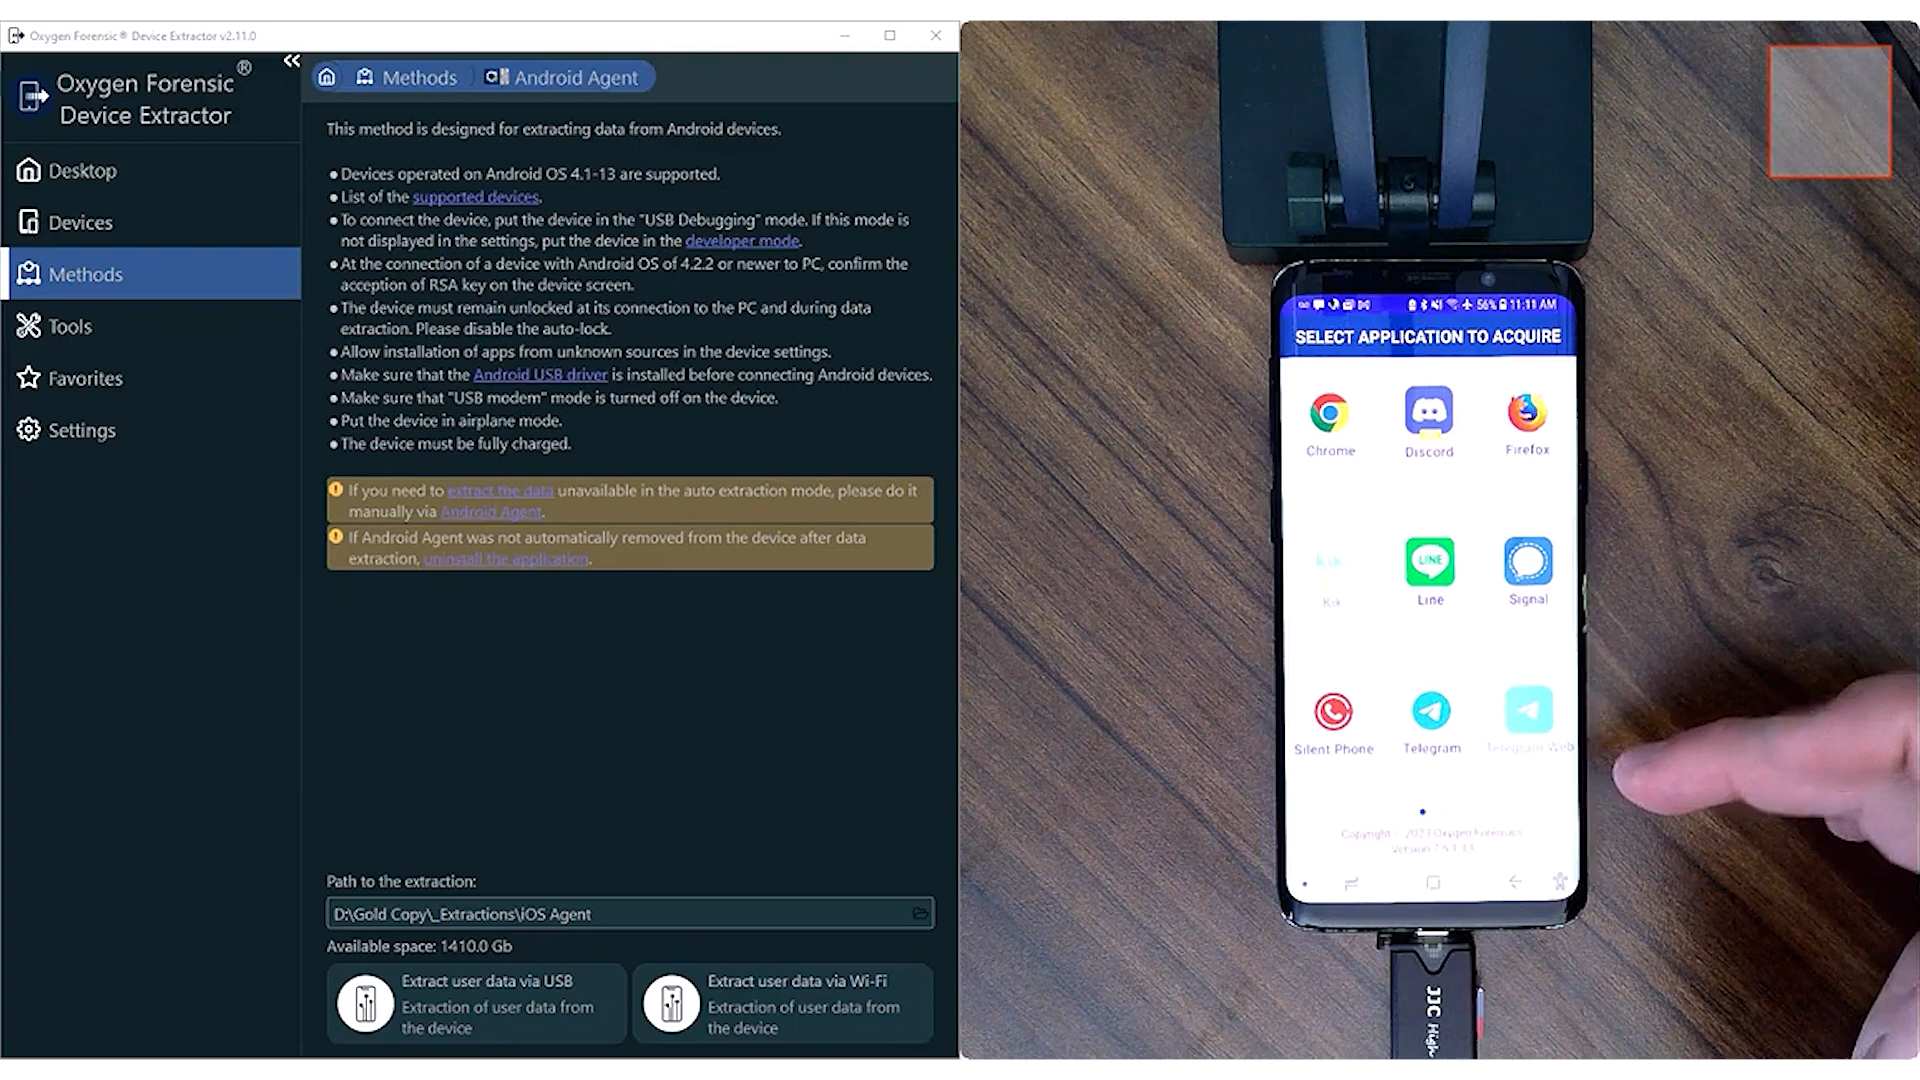 Oxygen Forensic® Device Extractor v2.11.0
Oxygen Forensic®
Device Extractor
Desktop
Devices
Methods
Tools
Favorites
Settings
Methods
Android Agent
This method is designed for extracting data from Android devices.
● Devices operated on Android OS 4.1-13 are supported.
● List of the supported devices.
● To connect the device, put the device in the "USB Debugging" mode. If this mode is
not displayed in the settings, put the device in the developer mode.
● At the connection of a device with Android OS of 4.2.2 or newer to PC, confirm the
acception of RSA key on the device screen.
● The device must remain unlocked at its connection to the PC and during data
extraction. Please disable the auto-lock.
● Allow installation of apps from unknown sources in the device settings.
● Make sure that the Android USB driver is installed before connecting Android devices.
● Make sure that "USB modem" mode is turned off on the device.
● Put the device in airplane mode.
● The device must be fully charged.
If you need to extract the data unavailable in the auto extraction mode, please do it
manually via Android Agent.
If Android Agent was not automatically removed from the device after data
extraction, uninstall the application.
Path to the extraction:
D:\Gold Copy\_Extractions\iOS Agent
Available space: 1410.0 Gb
Extract user data via USB
Extraction of user data from
the device
Extract user data via Wi-Fi
Extraction of user data from
the device
56% 11:11 AM
SELECT APPLICATION TO ACQUIRE
Chrome
Discord
Firefox
Kik
LINE
Line
Signal
Silent Phone
Telegram
Telegram Web
Copyright Oxygen Forensics
Version
JJC High-